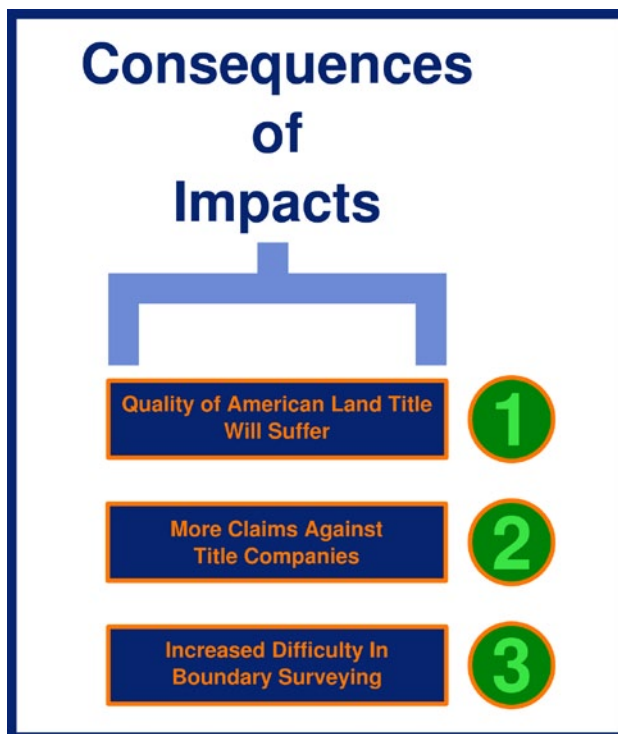 Consequences
of
Impacts
Quality of American Land Title
Will Suffer
1
More Claims Against
Title Companies
2
Increased Difficulty In
Boundary Surveying
3